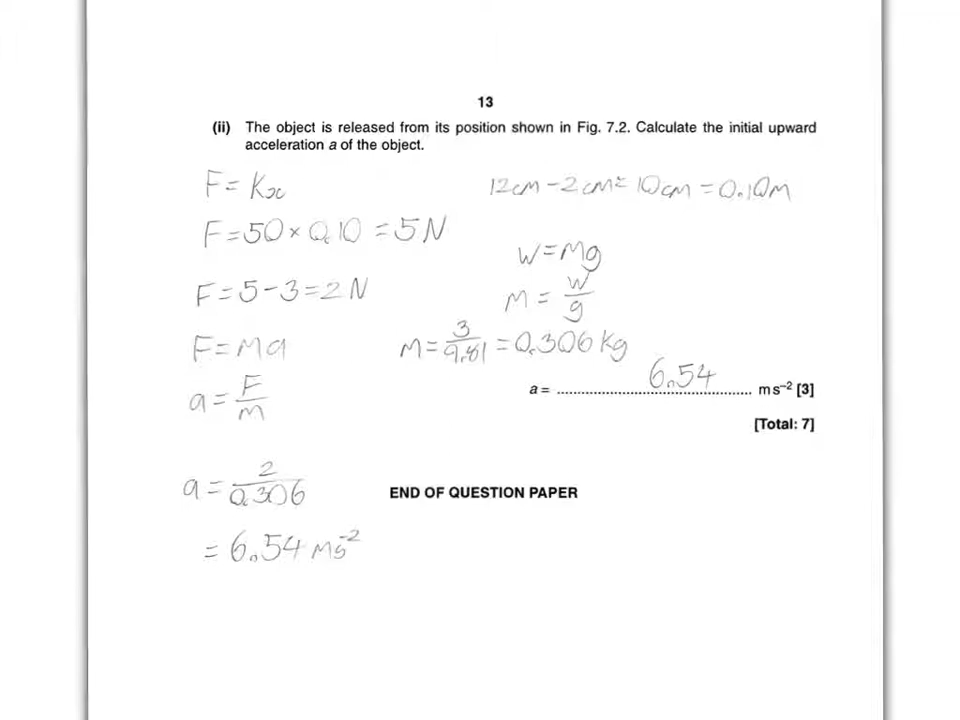 13
(ii) The object is released from its position shown in Fig. 7.2. Calculate the initial upward
acceleration a of the object.
F = Kx
12cm - 2cm = 10cm = 0.10m
F = 50 × 0.10 = 5 N
W = Mg
F = 5 - 3 = 2 N
M = W/g
F = Ma
M = 3/9.81 = 0.306 kg
a = F/M
a = 6.54 m s⁻² [3]
[Total: 7]
a = 2/0.306
END OF QUESTION PAPER
= 6.54 ms⁻²